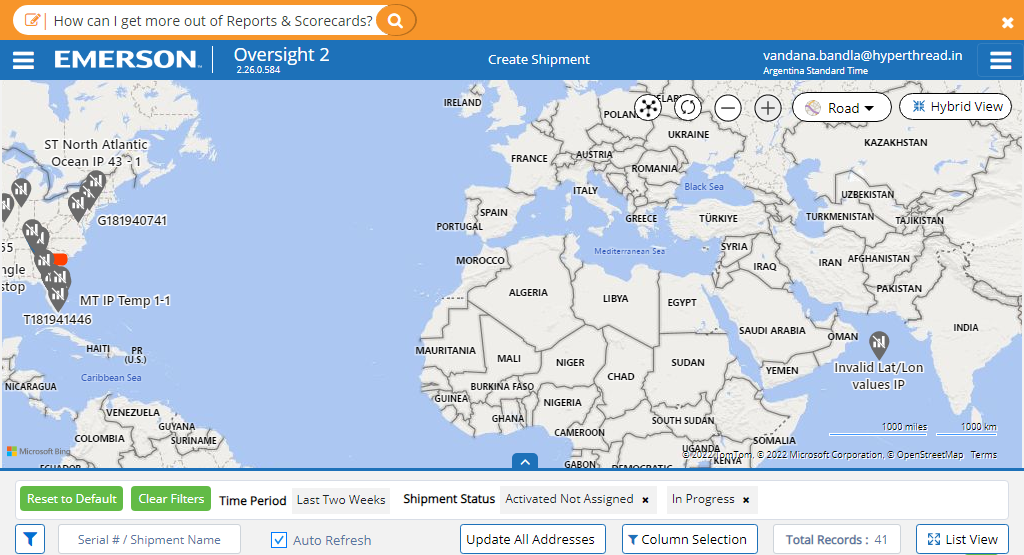 How can I get more out of Reports & Scorecards?
EMERSON
Oversight 2
2.26.0.584
Create Shipment
vandana.bandla@hyperthread.in
Argentina Standard Time
IRELAND
POLAN
ELAR
Road
Hybrid View
UKRAINE
KAZAKHSTAN
ST North Atlantic
Ocean IP 43 - 1
FRANCE
AUSTRIA
ROMANIA
ITALY
Black Sea
UZBEKISTAN
G181940741
PORTUGAL
SPAIN
GREECE
TÜRKIYE
TURKMENISTAN
TAJIKISTAN
55
Mediterranean Sea
SYRIA
ngle
stop
MOROCCO
IRAQ
IRAN
AFGHANISTAN
MT IP Temp 1-1
ALGERIA
LIBYA
EGYPT
PAKISTAN
T181941446
SAUDI ARABIA
OMAN
INDIA
HAITI
PR
(U.S.)
MAURITANIA
MALI
NIGER
CHAD
SUDAN
YEMEN
Invalid Lat/Lon
values IP
NICARAGUA
Caribbean Sea
BURKINA FASO
GUINEA
NIGERIA
VENEZUELA
GHANA
SOUTH SUDAN
GUYANA
COLOMBIA
SURINAME
CAMEROON
SOMALIA
1000 miles
1000 km
Microsoft Bing
UGANDA
KENYA
© 2022 TomTom, © 2022 Microsoft Corporation, © OpenStreetMap Terms
ECUADOR
GABON
DEMOCRATIC
Reset to Default
Clear Filters
Time Period
Last Two Weeks
Shipment Status
Activated Not Assigned ×
In Progress ×
Serial # / Shipment Name
Auto Refresh
Update All Addresses
Column Selection
Total Records : 41
List View